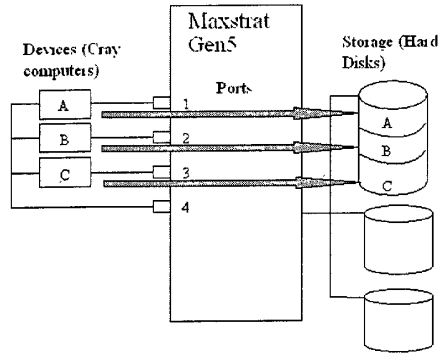 Maxstrat
Gen5
Devices (Cray
computers)
Storage (Hard
Disks)
Ports
A
B
C
1
2
3
4
A
B
C